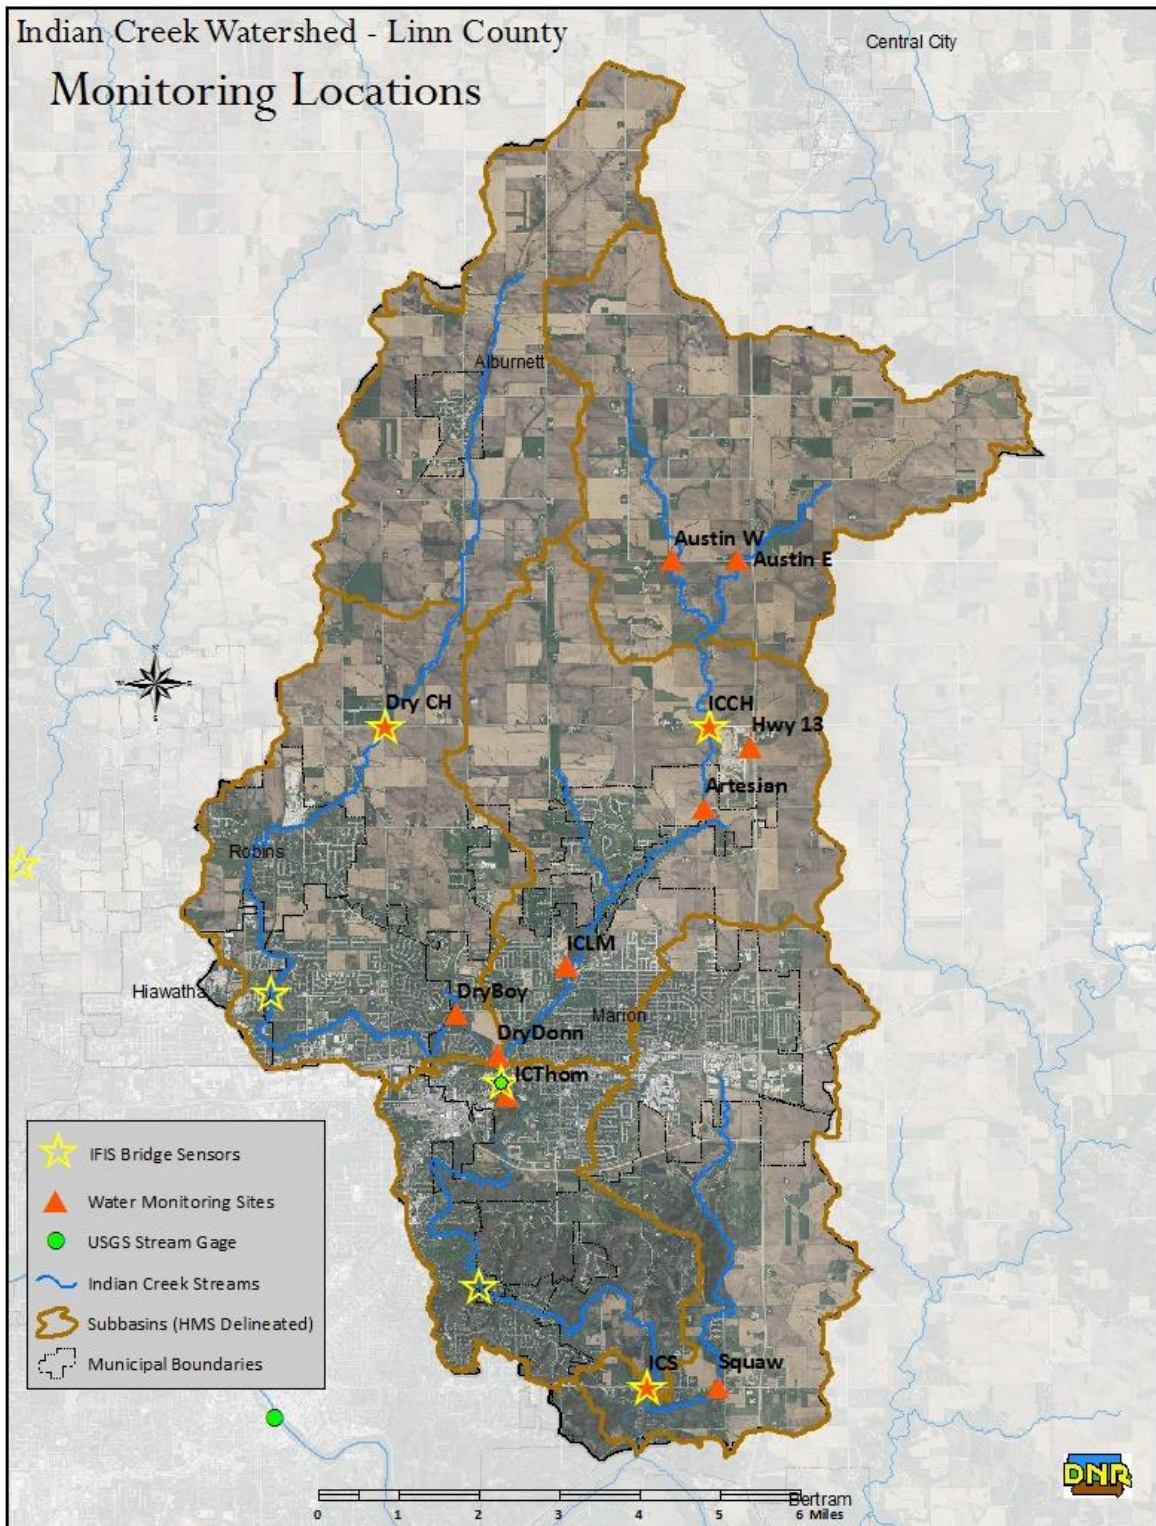 Indian Creek Watershed - Linn County
Monitoring Locations
Central City
Alburnett
Austin W
Austin E
N
W
S
Dry CH
ICCH
Hwy 13
Artesian
Robins
ICLM
Hiawatha
DryBoy
Marion
DryDonn
ICThom
IFIS Bridge Sensors
Water Monitoring Sites
USGS Stream Gage
Indian Creek Streams
Subbasins (HMS Delineated)
Municipal Boundaries
ICS
Squaw
DNR
Bertram
0 1 2 3 4 5 6 Miles